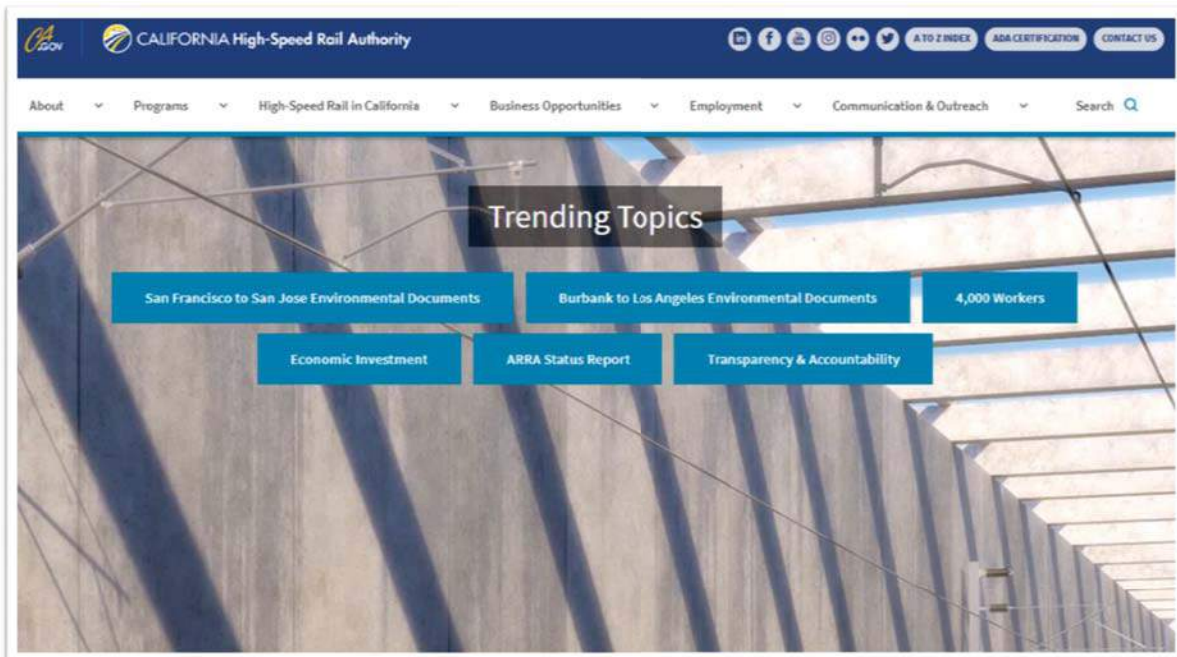 CA.GOV
CALIFORNIA High-Speed Rail Authority
A TO Z INDEX
ADA CERTIFICATION
CONTACT US
About
Programs
High-Speed Rail in California
Business Opportunities
Employment
Communication & Outreach
Search
Trending Topics
San Francisco to San Jose Environmental Documents
Burbank to Los Angeles Environmental Documents
4,000 Workers
Economic Investment
ARRA Status Report
Transparency & Accountability